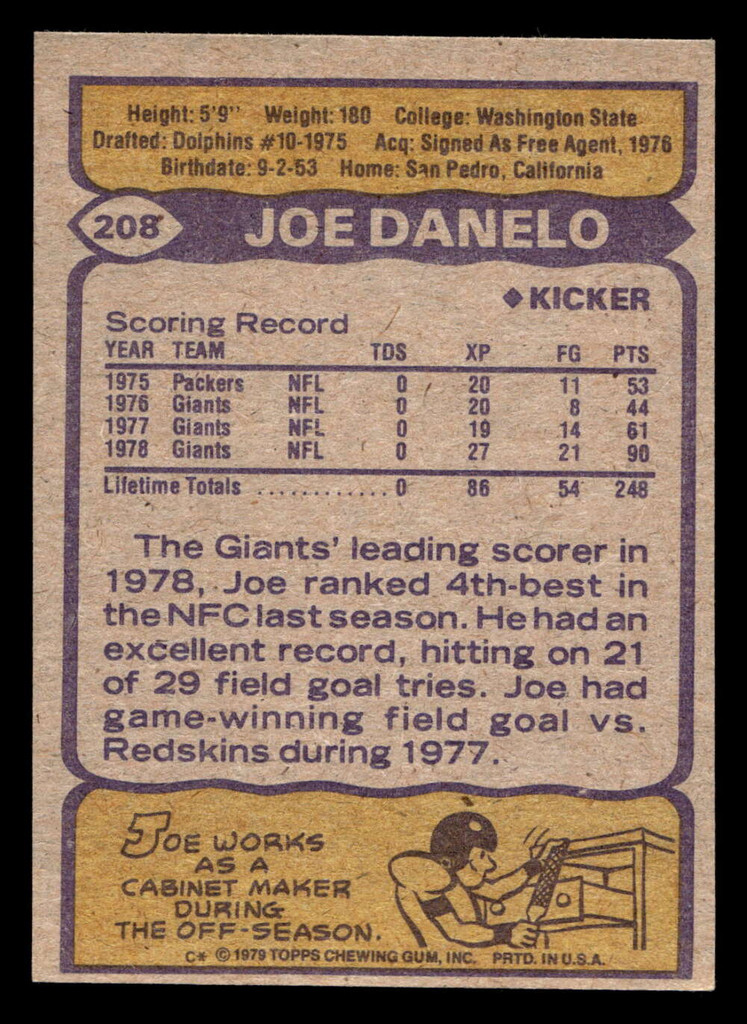 Height: 5'9" Weight: 180 College: Washington State
Drafted: Dolphins #10-1975 Acq: Signed As Free Agent, 1976
Birthdate: 9-2-53 Home: San Pedro, California
208 JOE DANELO
◆ KICKER
Scoring Record
YEAR TEAM TDS XP FG PTS
1975 Packers NFL 0 20 11 53
1976 Giants NFL 0 20 8 44
1977 Giants NFL 0 19 14 61
1978 Giants NFL 0 27 21 90
Lifetime Totals ............. 0 86 54 248
The Giants' leading scorer in
1978, Joe ranked 4th-best in
the NFC last season. He had an
excellent record, hitting on 21
of 29 field goal tries. Joe had
game-winning field goal vs.
Redskins during 1977.
JOE WORKS
AS A
CABINET MAKER
DURING
THE OFF-SEASON.
C* © 1979 TOPPS CHEWING GUM, INC. PRTD. IN U.S.A.